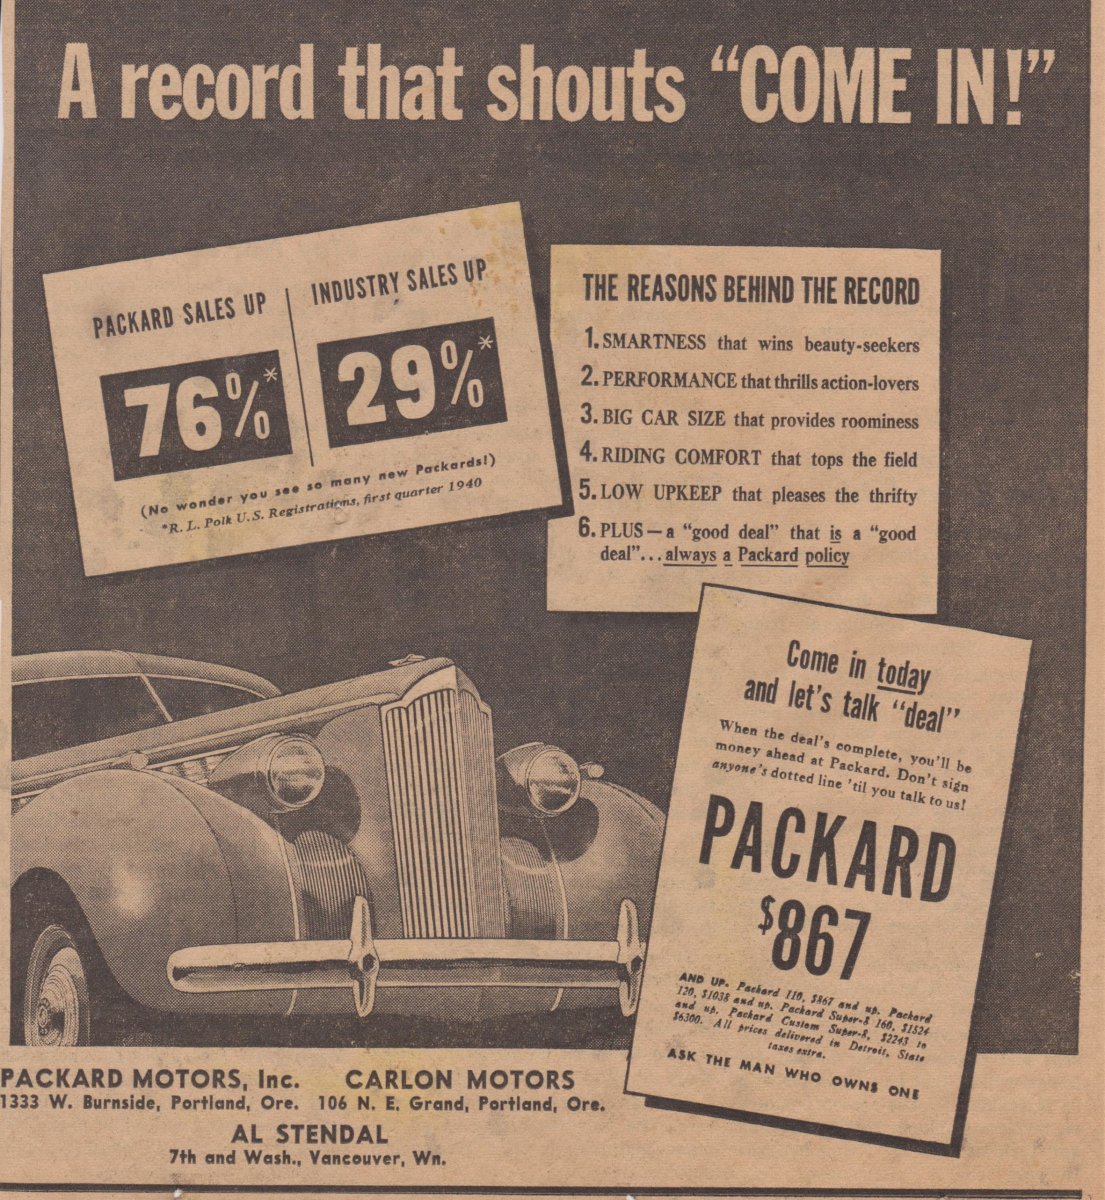 A record that shouts "COME IN!"
PACKARD SALES UP
76%*
INDUSTRY SALES UP
29%*
(No wonder you see so many new Packards!)
*R. L. Polk U.S. Registrations, first quarter 1940
THE REASONS BEHIND THE RECORD
1. SMARTNESS that wins beauty-seekers
2. PERFORMANCE that thrills action-lovers
3. BIG CAR SIZE that provides roominess
4. RIDING COMFORT that tops the field
5. LOW UPKEEP that pleases the thrifty
6. PLUS—a "good deal" that is a "good
deal"...always a Packard policy
Come in today
and let's talk "deal"
When the deal's complete, you'll be
money ahead at Packard. Don't sign
anyone's dotted line 'til you talk to us!
PACKARD
$867
AND UP. Packard 110, $867 and up. Packard
120, $1038 and up. Packard Super-8 160, $1524
and up. Packard Custom Super-8, $2243 to
$6300. All prices delivered in Detroit, State
taxes extra.
ASK THE MAN WHO OWNS ONE
PACKARD MOTORS, Inc.
1333 W. Burnside, Portland, Ore.
CARLON MOTORS
106 N. E. Grand, Portland, Ore.
AL STENDAL
7th and Wash., Vancouver, Wn.